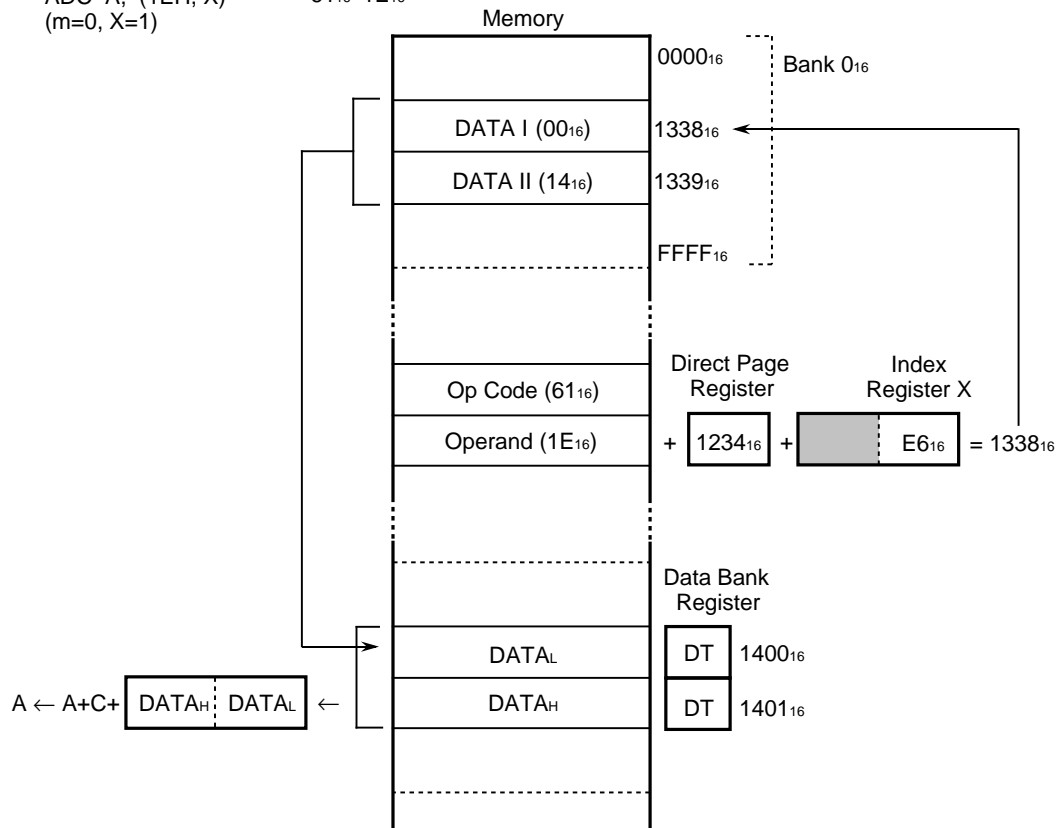 (m=0, X=1)
Memory
0000₁₆
Bank 0₁₆
DATA I (00₁₆)
1338₁₆
DATA II (14₁₆)
1339₁₆
FFFF₁₆
Direct Page
Register
Index
Register X
Op Code (61₁₆)
Operand (1E₁₆)
+ 1234₁₆ + E6₁₆ = 1338₁₆
Data Bank
Register
DATAL DT 1400₁₆
DATAH DT 1401₁₆
A ← A+C+ DATAH DATAL ←